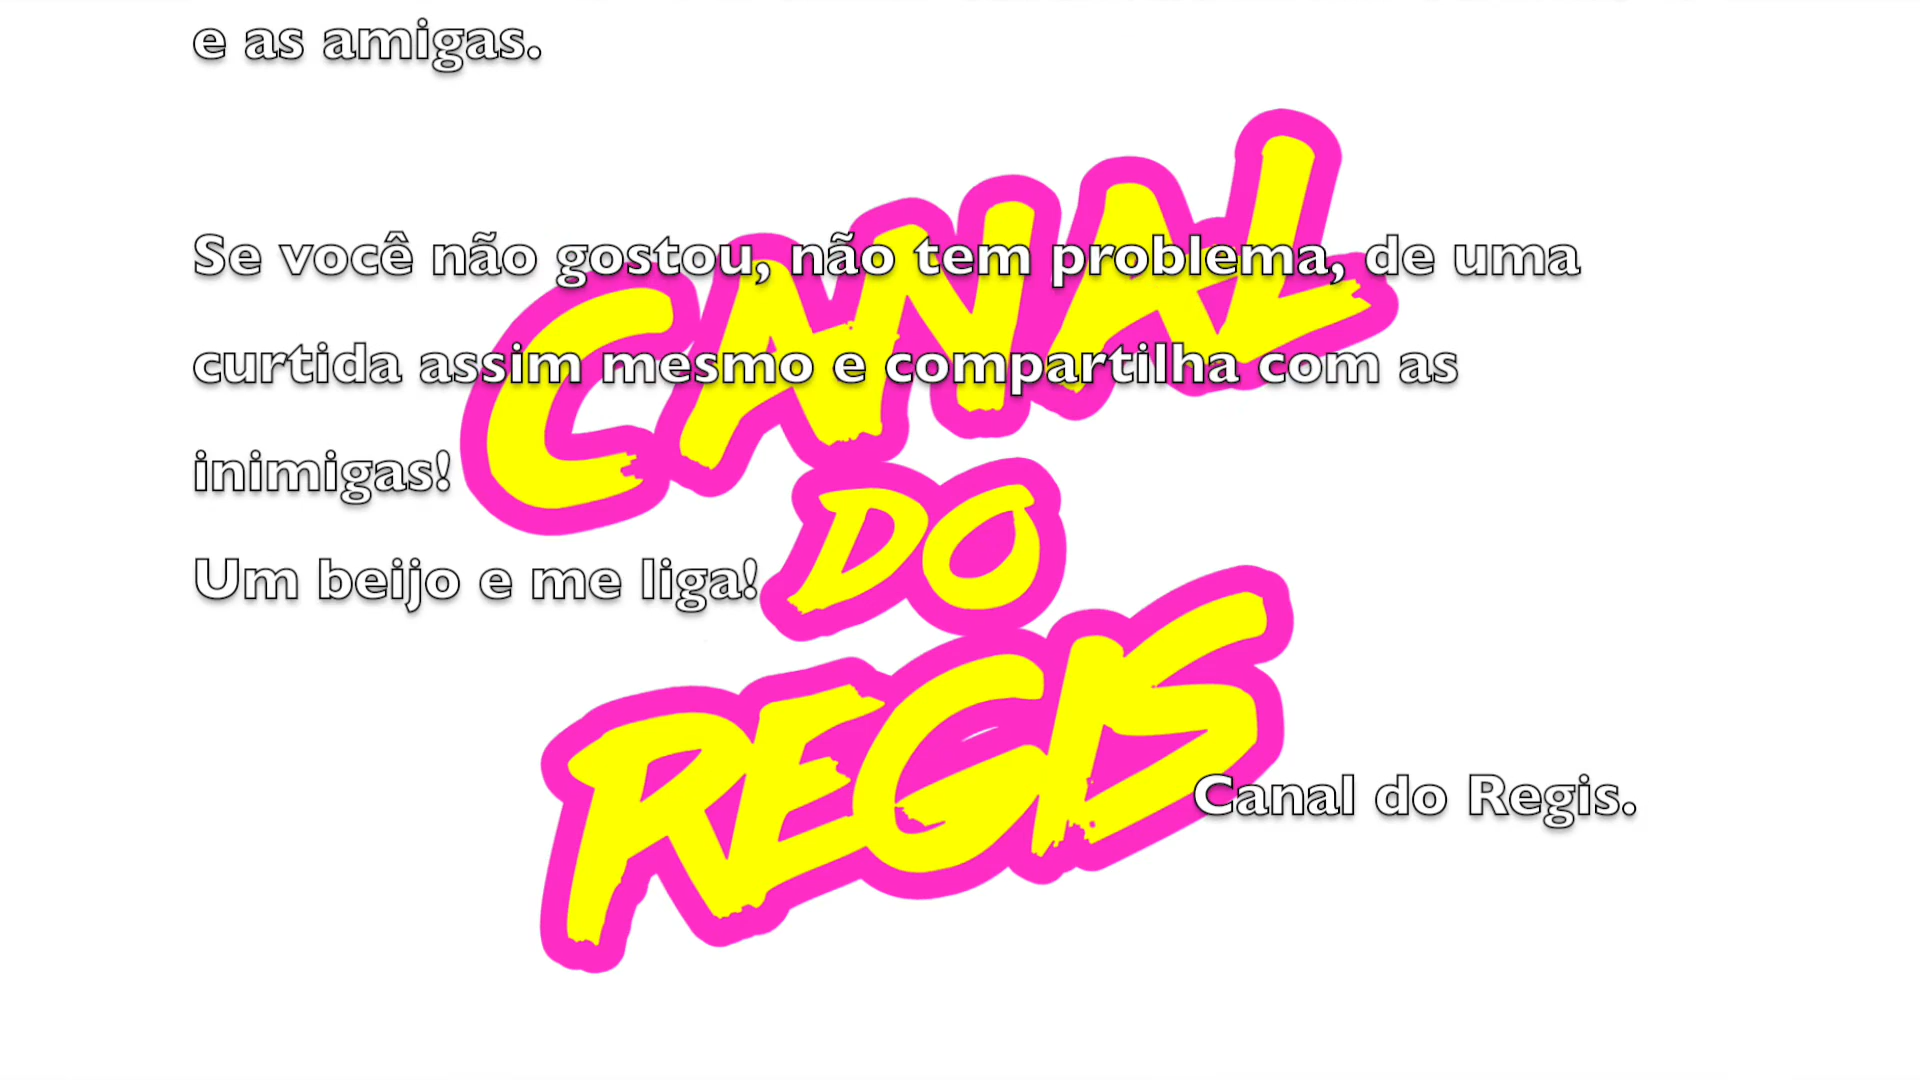 e as amigas.
Se você não gostou, não tem problema, de uma
curtida assim mesmo e compartilha com as
inimigas!
Um beijo e me liga!
Canal do Regis.
CANAL
DO
REGIS